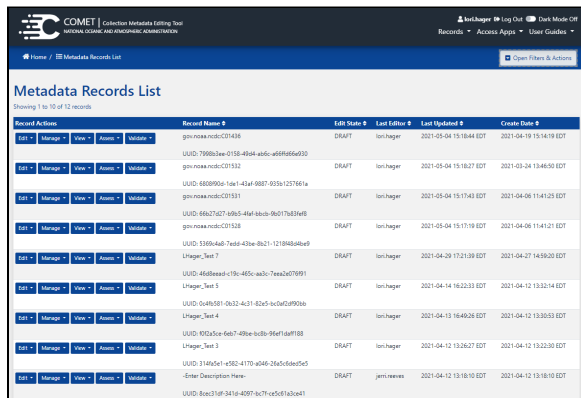 COMET | Collection Metadata Editing Tool
NATIONAL OCEANIC AND ATMOSPHERIC ADMINISTRATION
lori.hager Log Out Dark Mode Off
Records Access Apps User Guides
Home / Metadata Records List
Open Filters & Actions
Metadata Records List
Showing 1 to 10 of 12 records
Record Actions Record Name Edit State Last Editor Last Updated Create Date
Edit Manage View Assess Validate gov.noaa.ncdc:C01436 DRAFT lori.hager 2021-05-04 15:18:44 EDT 2021-04-19 15:14:19 EDT
UUID: 7998b3ee-0158-49d4-ab6c-a66ffd66a930
Edit Manage View Assess Validate gov.noaa.ncdc:C01532 DRAFT lori.hager 2021-05-04 15:18:27 EDT 2021-03-24 13:46:50 EDT
UUID: 6808f90d-1de1-43af-9887-935b1257661a
Edit Manage View Assess Validate gov.noaa.ncdc:C01531 DRAFT lori.hager 2021-05-04 15:17:43 EDT 2021-04-06 11:41:25 EDT
UUID: 66b27d27-b9b5-4faf-bbcb-9b017b83fef8
Edit Manage View Assess Validate gov.noaa.ncdc:C01528 DRAFT lori.hager 2021-05-04 15:17:19 EDT 2021-04-06 11:41:21 EDT
UUID: 5369c4a8-7edd-43be-8b21-1218f48d4be9
Edit Manage View Assess Validate LHager_Test 7 DRAFT lori.hager 2021-04-29 17:21:39 EDT 2021-04-27 14:59:20 EDT
UUID: 46d8eead-c19c-465c-aa3c-7eea2e076f91
Edit Manage View Assess Validate LHager_Test 5 DRAFT lori.hager 2021-04-14 16:22:33 EDT 2021-04-12 13:32:14 EDT
UUID: 0c4fb581-0b32-4c31-82e5-bc0af2df90bb
Edit Manage View Assess Validate LHager_Test 4 DRAFT lori.hager 2021-04-13 16:49:26 EDT 2021-04-12 13:30:53 EDT
UUID: f0f2a5ce-6eb7-49be-bc8b-96ef1daff188
Edit Manage View Assess Validate LHager_Test 3 DRAFT lori.hager 2021-04-12 13:26:27 EDT 2021-04-12 13:22:30 EDT
UUID: 314fa5e1-e582-4170-a046-26a5c6ded5e5
Edit Manage View Assess Validate -Enter Description Here- DRAFT jerri.reeves 2021-04-12 13:18:10 EDT 2021-04-12 13:18:10 EDT
UUID: 8cec31df-341d-4097-bc7f-ce5c61a3ce41